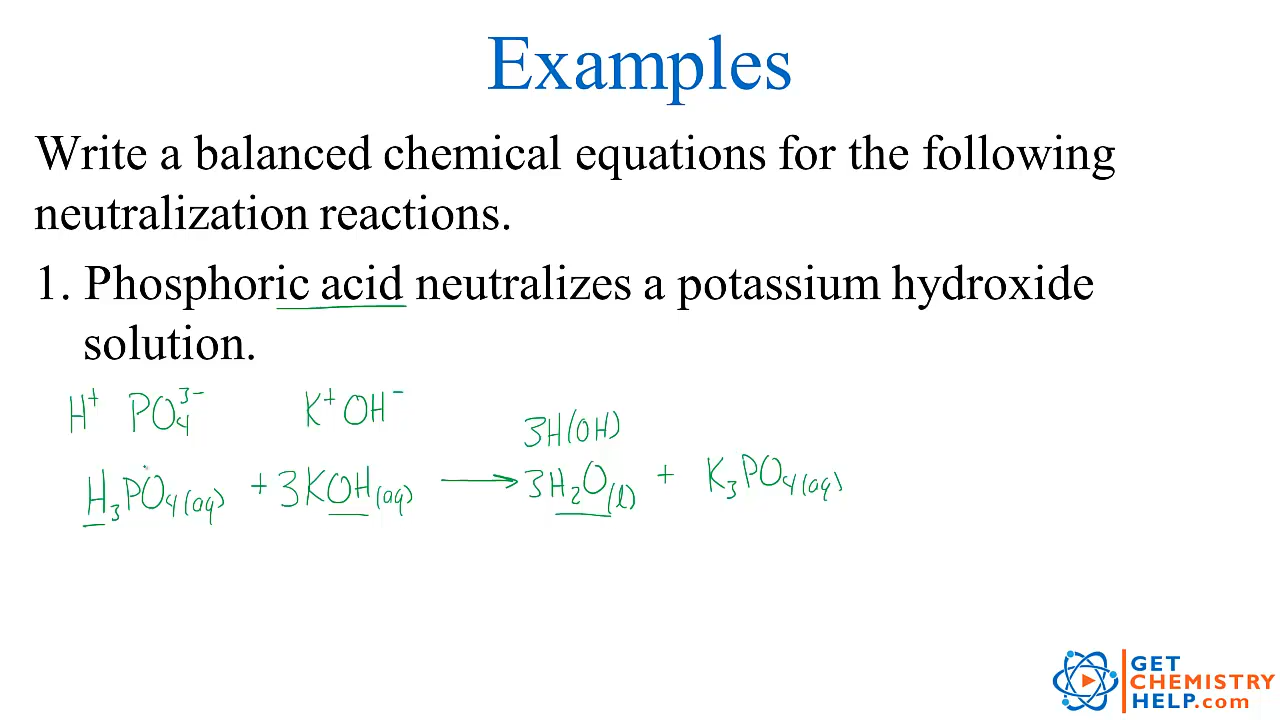 Examples
Write a balanced chemical equations for the following
neutralization reactions.
1. Phosphoric acid neutralizes a potassium hydroxide
solution.
H⁺ PO₄³⁻ K⁺ OH⁻
3H(OH)
H₃PO₄(aq) + 3KOH(aq) ⟶ 3H₂O(l) + K₃PO₄(aq)
GET
CHEMISTRY
HELP.com